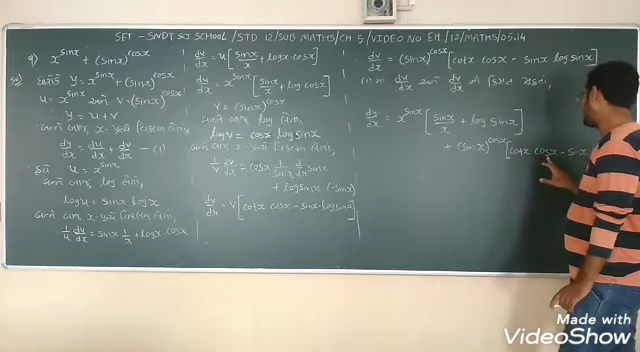 SET - SNDT SCI SCHOOL / STD 12/SUB MATHS/CH 5/VIDEO NO EH/12/MATHS/05.14
9) x^sinx + (sinx)^cosx
ધારોકે y = x^sinx + (sinx)^cosx
u = x^sinx અને v = (sinx)^cosx
y = u + v
બંને બાજુ x પ્રત્યે વિકલન લેતા,
dy/dx = du/dx + dv/dx - (1)
હવે u = x^sinx
બંને બાજુ log લેતા,
log u = sinx log x
બંને બાજુ x પ્રત્યે વિકલન લેતા,
1/u du/dx = sinx 1/x + log x · cosx
du/dx = u [sinx/x + log x · cosx]
du/dx = x^sinx [sinx/x + log cosx]
v = (sinx)^cosx
બંને બાજુ log લેતા,
log v = cosx · log sinx
બંને બાજુ x પ્રત્યે વિકલન લેતા,
1/v dv/dx = cosx · 1/sinx d/dx sinx
+ log sinx (-sinx)
dv/dx = v [cotx cosx - sinx · log sinx]
dv/dx = (sinx)^cosx [cotx cosx - sinx log sinx]
(1) માં du/dx અને dv/dx ની કિંમત મુકતા,
dy/dx = x^sinx [sinx/x + log sinx]
+ (sinx)^cosx [cotx cosx - sinx
Made with
VideoShow